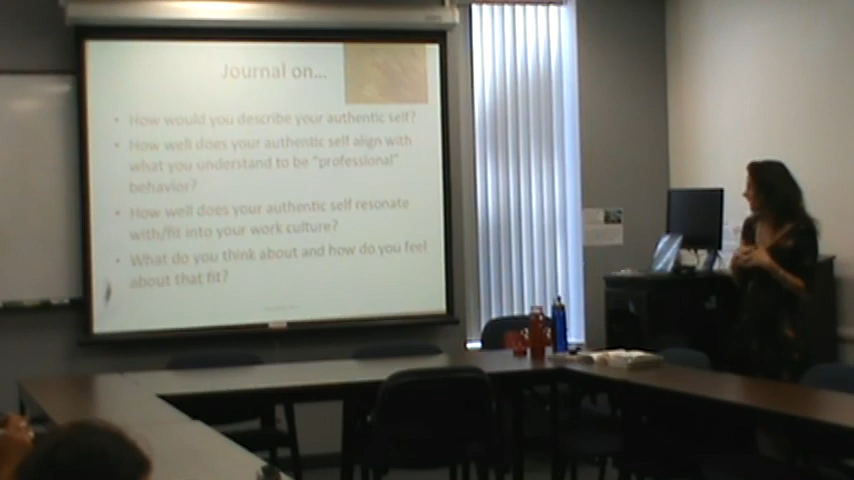 Journal on...
• How would you describe your authentic self?
• How well does your authentic self align with
what you understand to be "professional"
behavior?
• How well does your authentic self resonate
with/fit into your work culture?
• What do you think about and how do you feel
about that fit?